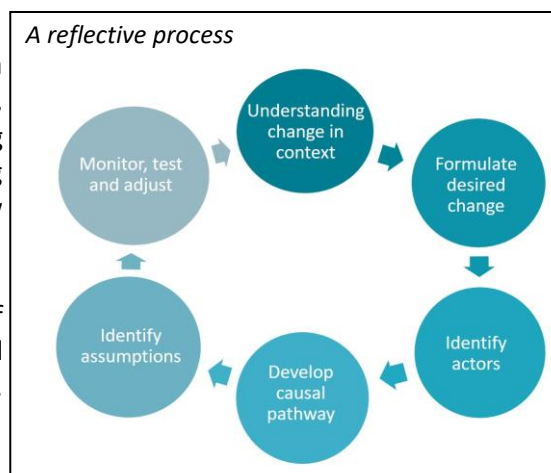 A reflective process
Understanding
change in
context
Formulate
desired
change
Identify
actors
Develop
causal
pathway
Identify
assumptions
Monitor, test
and adjust